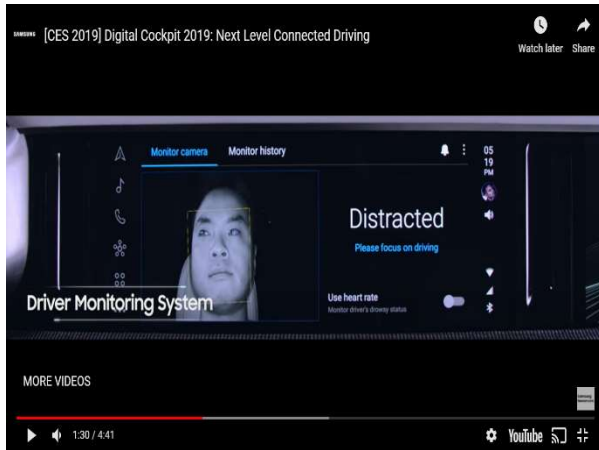 SAMSUNG [CES 2019] Digital Cockpit 2019: Next Level Connected Driving
Watch later Share
Monitor camera Monitor history
05
19
PM
Distracted
Please focus on driving
Use heart rate
Monitor driver's drowsy status
Driver Monitoring System
MORE VIDEOS
1:30 / 4:41
YouTube